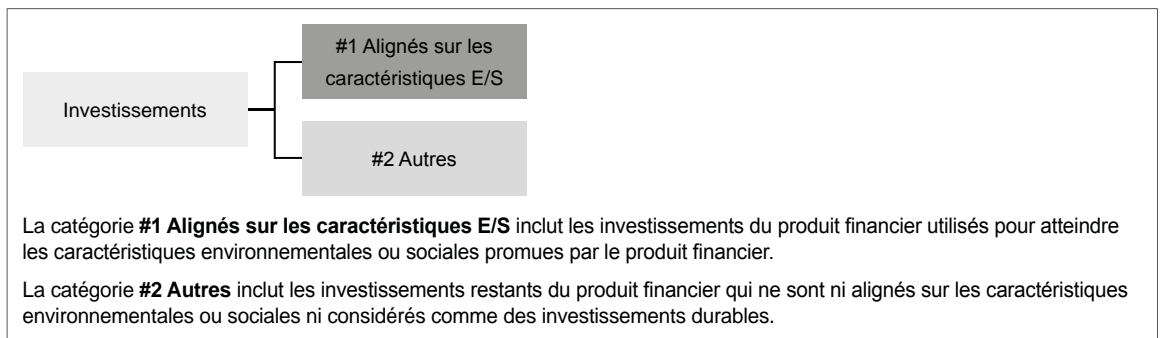 #1 Alignés sur les
caractéristiques E/S
Investissements
#2 Autres
La catégorie #1 Alignés sur les caractéristiques E/S inclut les investissements du produit financier utilisés pour atteindre
les caractéristiques environnementales ou sociales promues par le produit financier.
La catégorie #2 Autres inclut les investissements restants du produit financier qui ne sont ni alignés sur les caractéristiques
environnementales ou sociales ni considérés comme des investissements durables.